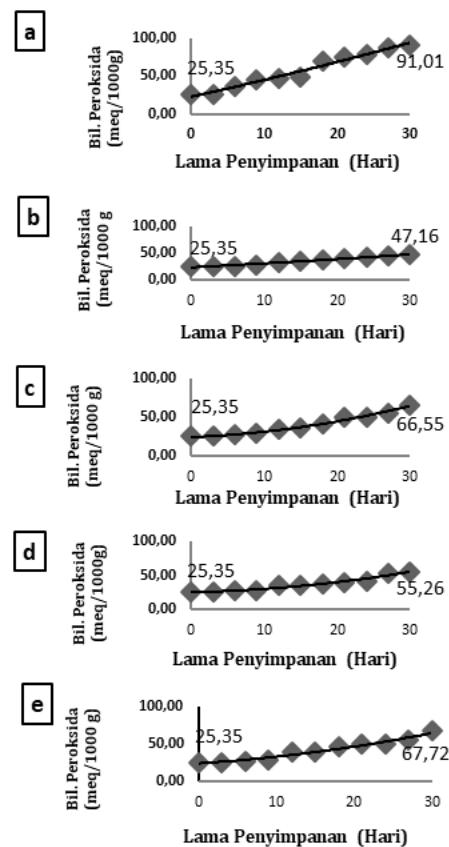 a
Bil. Peroksida
(meq/1000g)
100,00
50,00
0,00
25,35
91,01
0 10 20 30
Lama Penyimpanan (Hari)
b
Bil. Peroksida
(meq/1000 g
100,00
50,00
0,00
25,35
47,16
0 10 20 30
Lama Penyimpanan (Hari)
c
Bil. Peroksida
(meq/1000 g)
100,00
50,00
0,00
25,35
66,55
0 10 20 30
Lama Penyimpanan (Hari)
d
Bil. Peroksida
(meq/1000g)
100,00
50,00
0,00
25,35
55,26
0 10 20 30
Lama Penyimpanan (Hari)
e
Bil. Peroksida
(meq/1000 g)
100,00
50,00
0,00
25,35
67,72
0 10 20 30
Lama Penyimpanan (Hari)